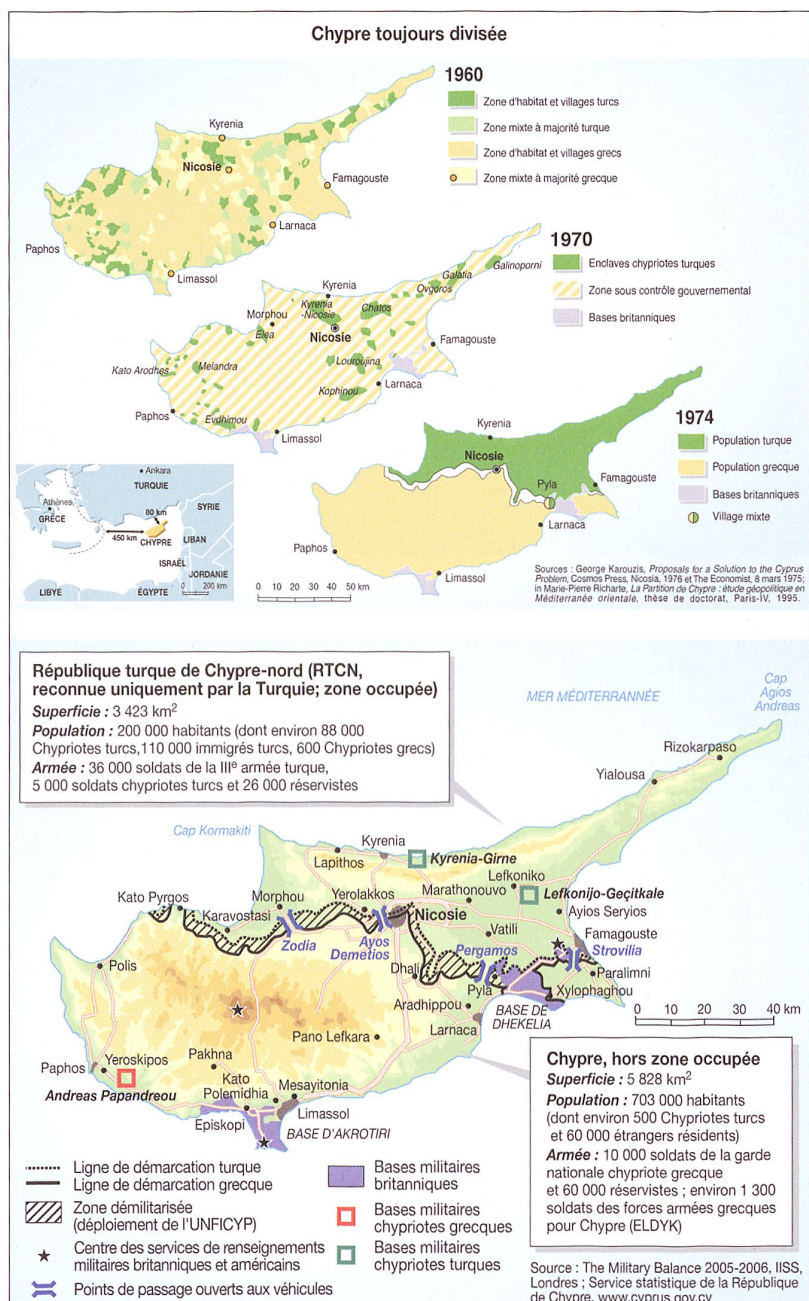 Chypre toujours divisée
1960
Zone d'habitat et villages turcs
Zone mixte à majorité turque
Zone d'habitat et villages grecs
Zone mixte à majorité grecque
Kyrenia
Nicosie
Famagouste
Larnaca
Paphos
Limassol
1970
Enclaves chypriotes turques
Zone sous contrôle gouvernemental
Bases britanniques
Galinoporni
Galatia
Ovgoros
Kyrenia
Kyrenia
-Nicosie
Chatos
Morphou
Elea
Nicosie
Famagouste
Kato Arodhes
Melandra
Louroujina
Larnaca
Kophinou
Paphos
Evdhimou
Limassol
1974
Population turque
Population grecque
Bases britanniques
Village mixte
Kyrenia
Nicosie
Pyla
Famagouste
Larnaca
Paphos
Limassol
Ankara
TURQUIE
Athènes
GRÈCE
80 km
SYRIE
450 km
CHYPRE
LIBAN
ISRAËL
JORDANIE
LIBYE
ÉGYPTE
0 200 km
0 10 20 30 40 50 km
Sources : George Karouzis, Proposals for a Solution to the Cyprus
Problem, Cosmos Press, Nicosia, 1976 et The Economist, 8 mars 1975;
in Marie-Pierre Richarte, La Partition de Chypre : étude géopolitique en
Méditerranée orientale, thèse de doctorat, Paris-IV, 1995.
République turque de Chypre-nord (RTCN,
reconnue uniquement par la Turquie; zone occupée)
Superficie : 3 423 km²
Population : 200 000 habitants (dont environ 88 000
Chypriotes turcs,110 000 immigrés turcs, 600 Chypriotes grecs)
Armée : 36 000 soldats de la IIIe armée turque,
5 000 soldats chypriotes turcs et 26 000 réservistes
MER MÉDITERRANNÉE
Cap
Agios
Andreas
Rizokarpaso
Yialousa
Cap Kormakiti
Kyrenia
Lapithos
Kyrenia-Girne
Lefkoniko
Kato Pyrgos
Morphou
Yerolakkos
Marathonouvo
Lefkonijo-Geçitkale
Karavostasi
Nicosie
Ayios Seryios
Vatili
Famagouste
Zodia
Ayos
Demetios
Pergamos
Strovilia
Polis
Dhali
Pyla
Paralimni
Xylophaghou
Aradhippou
BASE DE
DHEKELIA
0 10 20 30 40 km
Larnaca
Pano Lefkara
Paphos
Yeroskipos
Pakhna
Andreas Papandreou
Kato
Polemidhia
Mesayitonia
Limassol
Episkopi
BASE D'AKROTIRI
Chypre, hors zone occupée
Superficie : 5 828 km²
Population : 703 000 habitants
(dont environ 500 Chypriotes turcs
et 60 000 étrangers résidents)
Armée : 10 000 soldats de la garde
nationale chypriote grecque
et 60 000 réservistes ; environ 1 300
soldats des forces armées grecques
pour Chypre (ELDYK)
Ligne de démarcation turque
Ligne de démarcation grecque
Zone démilitarisée
(déploiement de l'UNFICYP)
Centre des services de renseignements
militaires britanniques et américains
Points de passage ouverts aux véhicules
Bases militaires
britanniques
Bases militaires
chypriotes grecques
Bases militaires
chypriotes turques
Source : The Military Balance 2005-2006, IISS,
Londres ; Service statistique de la République
de Chypre, www.cyprus.gov.cy